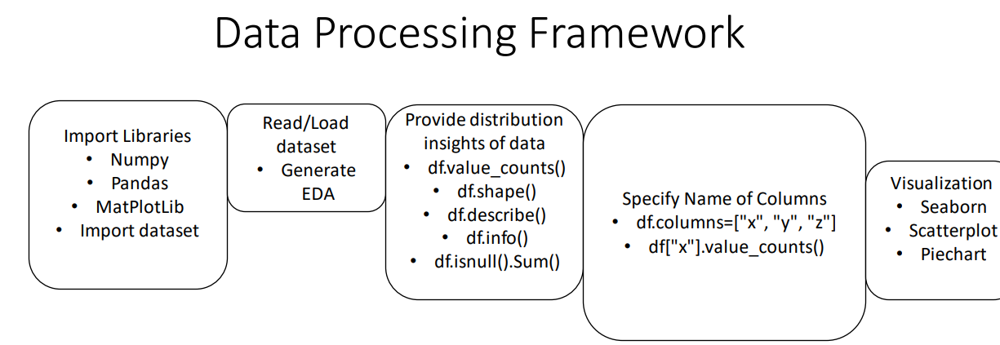 Data Processing Framework
Import Libraries
• Numpy
• Pandas
• MatPlotLib
• Import dataset
Read/Load
dataset
• Generate
EDA
Provide distribution
insights of data
• df.value_counts()
• df.shape()
• df.describe()
• df.info()
• df.isnull().Sum()
Specify Name of Columns
• df.columns=["x", "y", "z"]
• df["x"].value_counts()
Visualization
• Seaborn
• Scatterplot
• Piechart